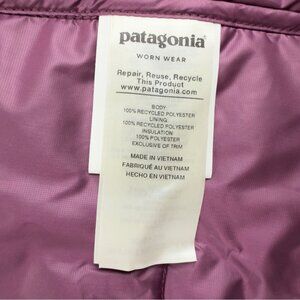 patagonia®
WORN WEAR
Repair, Reuse, Recycle
This Product
www.patagonia.com
BODY
100% RECYCLED POLYESTER
LINING
100% RECYCLED POLYESTER
INSULATION
100% POLYESTER
EXCLUSIVE OF TRIM
MADE IN VIETNAM
FABRIQUÉ AU VIETNAM
HECHO EN VIETNAM